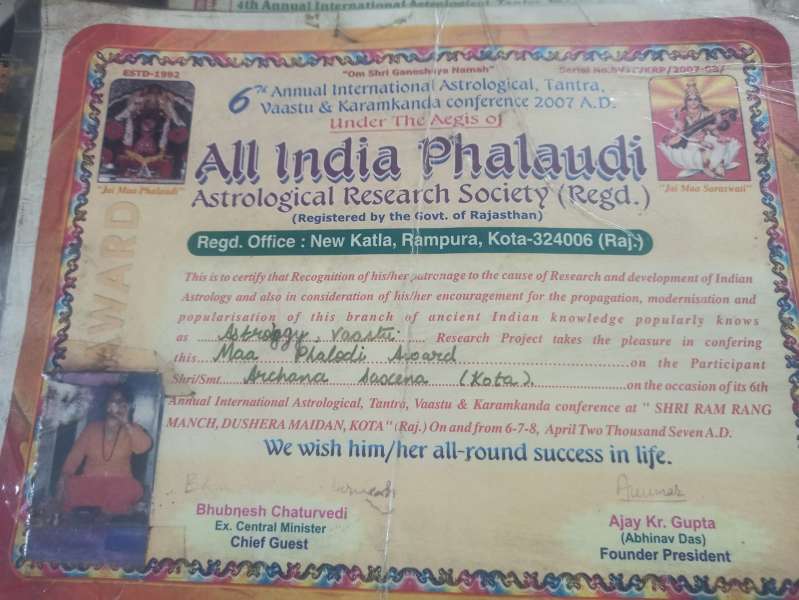 4th Annual International Astrological, Tantra,
ESTD-1992
"Om Shri Ganeshaya Namah"
6TH Annual International Astrological, Tantra,
Vaastu & Karamkanda conference 2007 A.D.
Under The Aegis of
All India Phalaudi
Astrological Research Society (Regd.)
(Registered by the Govt. of Rajasthan)
"Jai Maa Phalaudi"
"Jai Maa Saraswati"
Regd. Office : New Katla, Rampura, Kota-324006 (Raj.)
AWARD
This is to certify that Recognition of his/her patronage to the cause of Research and development of Indian
Astrology and also in consideration of his/her encouragement for the propagation, modernisation and
popularisation of this branch of ancient Indian knowledge popularly knows
as ....Astrology, Vaastu...... Research Project takes the pleasure in confering
this....Maa Phalodi Award....on the Participant
Shri/Smt....Archana Saxena (Kota)....on the occasion of its 6th
Annual International Astrological, Tantra, Vaastu & Karamkanda conference at " SHRI RAM RANG
MANCH, DUSHERA MAIDAN, KOTA" (Raj.) On and from 6-7-8, April Two Thousand Seven A.D.
We wish him/her all-round success in life.
Bhubnesh Chaturvedi
Ex. Central Minister
Chief Guest
Ajay Kr. Gupta
(Abhinav Das)
Founder President